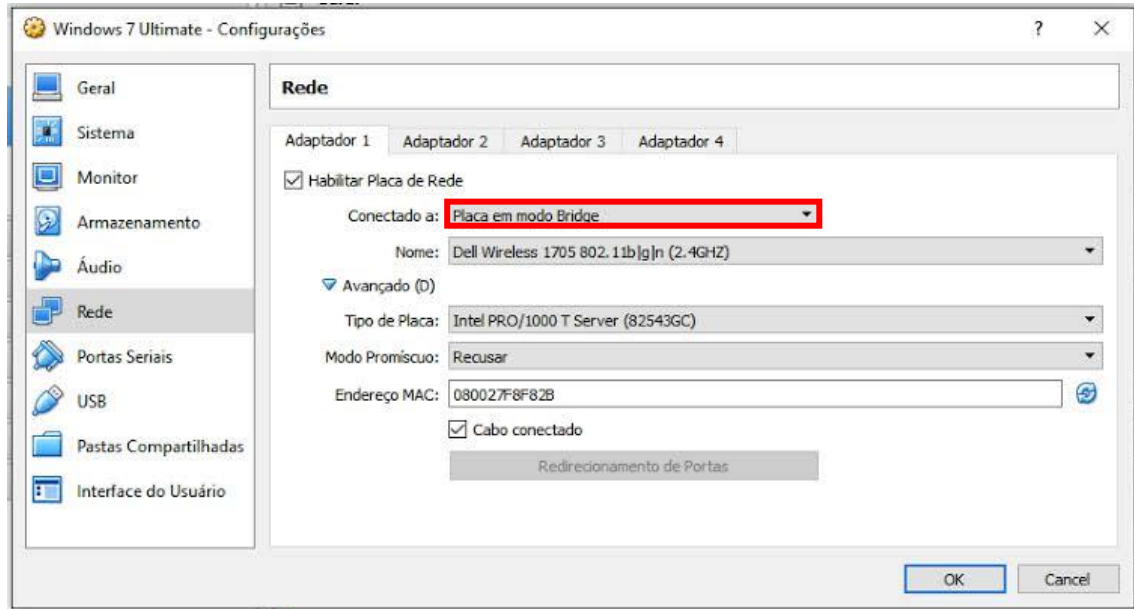 Windows 7 Ultimate - Configurações
?
Geral
Sistema
Monitor
Armazenamento
Áudio
Rede
Portas Seriais
USB
Pastas Compartilhadas
Interface do Usuário
Rede
Adaptador 1 Adaptador 2 Adaptador 3 Adaptador 4
Habilitar Placa de Rede
Conectado a: Placa em modo Bridge
Nome: Dell Wireless 1705 802.11b|g|n (2.4GHZ)
Avançado (D)
Tipo de Placa: Intel PRO/1000 T Server (82543GC)
Modo Promíscuo: Recusar
Endereço MAC: 080027F8F82B
Cabo conectado
Redirecionamento de Portas
OK Cancel